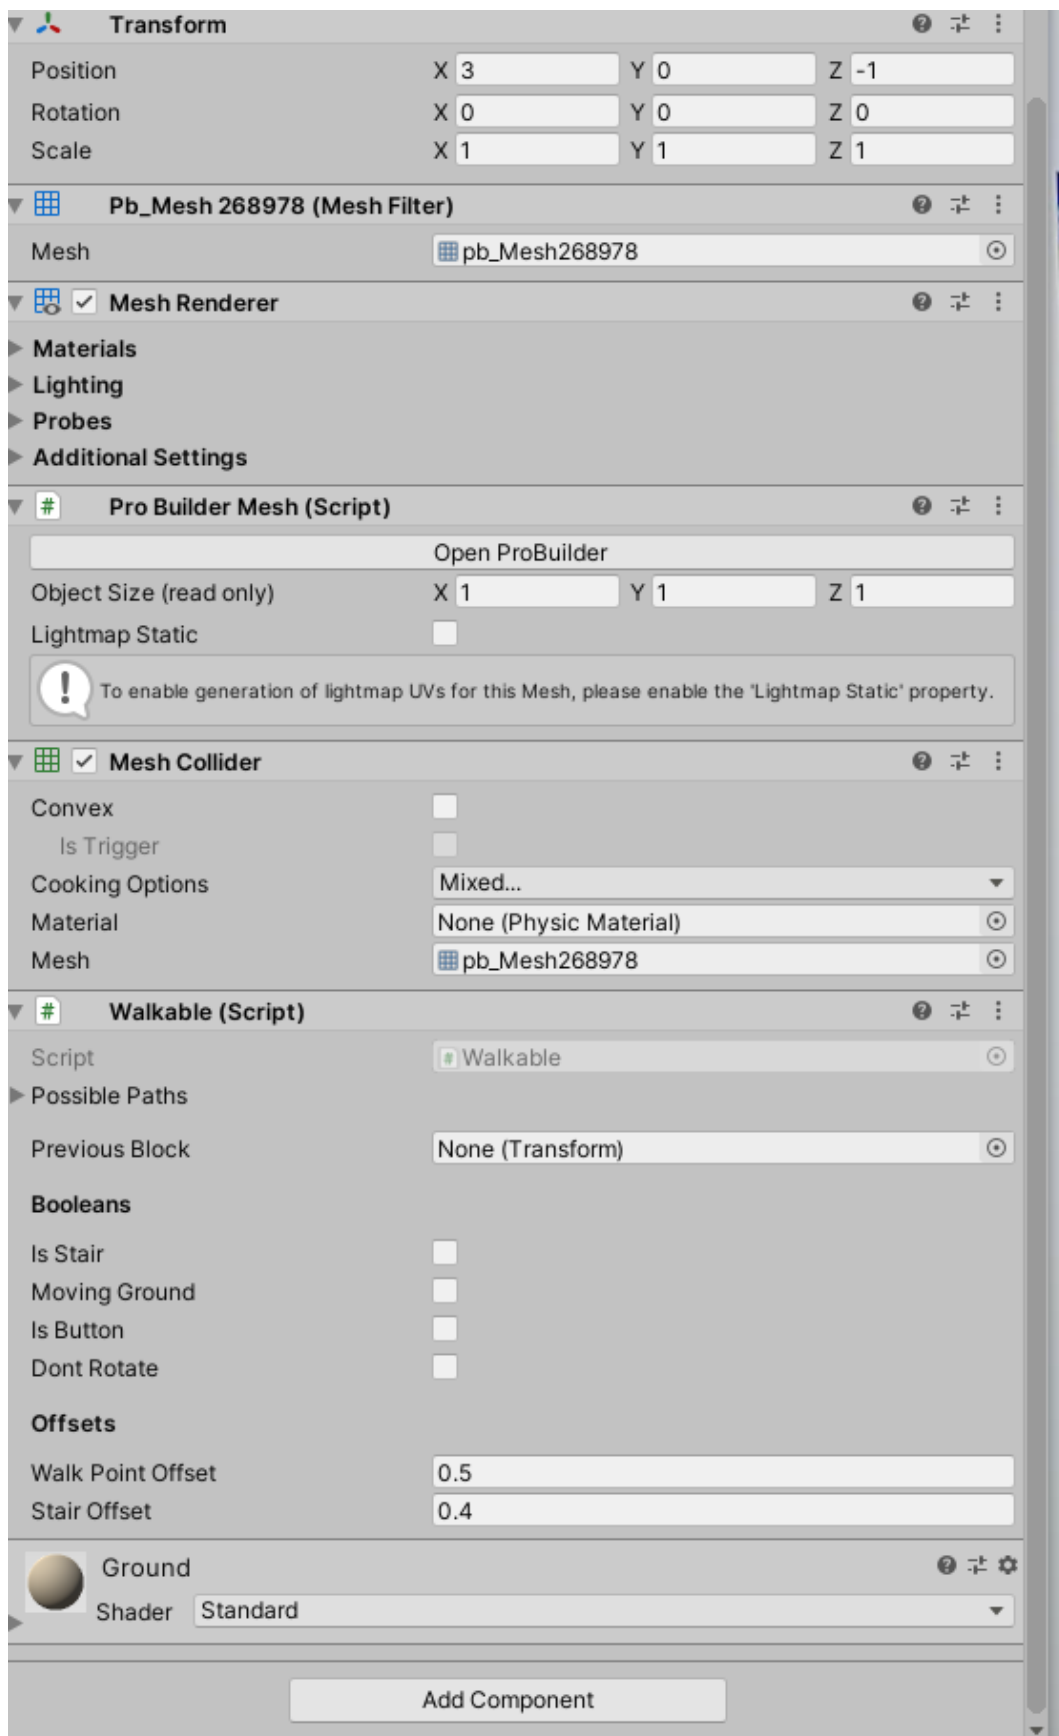 Transform
Position X 3 Y 0 Z -1
Rotation X 0 Y 0 Z 0
Scale X 1 Y 1 Z 1
Pb_Mesh 268978 (Mesh Filter)
Mesh pb_Mesh268978
Mesh Renderer
Materials
Lighting
Probes
Additional Settings
# Pro Builder Mesh (Script)
Open ProBuilder
Object Size (read only) X 1 Y 1 Z 1
Lightmap Static
! To enable generation of lightmap UVs for this Mesh, please enable the 'Lightmap Static' property.
Mesh Collider
Convex
Is Trigger
Cooking Options Mixed...
Material None (Physic Material)
Mesh pb_Mesh268978
# Walkable (Script)
Script # Walkable
Possible Paths
Previous Block None (Transform)
Booleans
Is Stair
Moving Ground
Is Button
Dont Rotate
Offsets
Walk Point Offset 0.5
Stair Offset 0.4
Ground
Shader Standard
Add Component